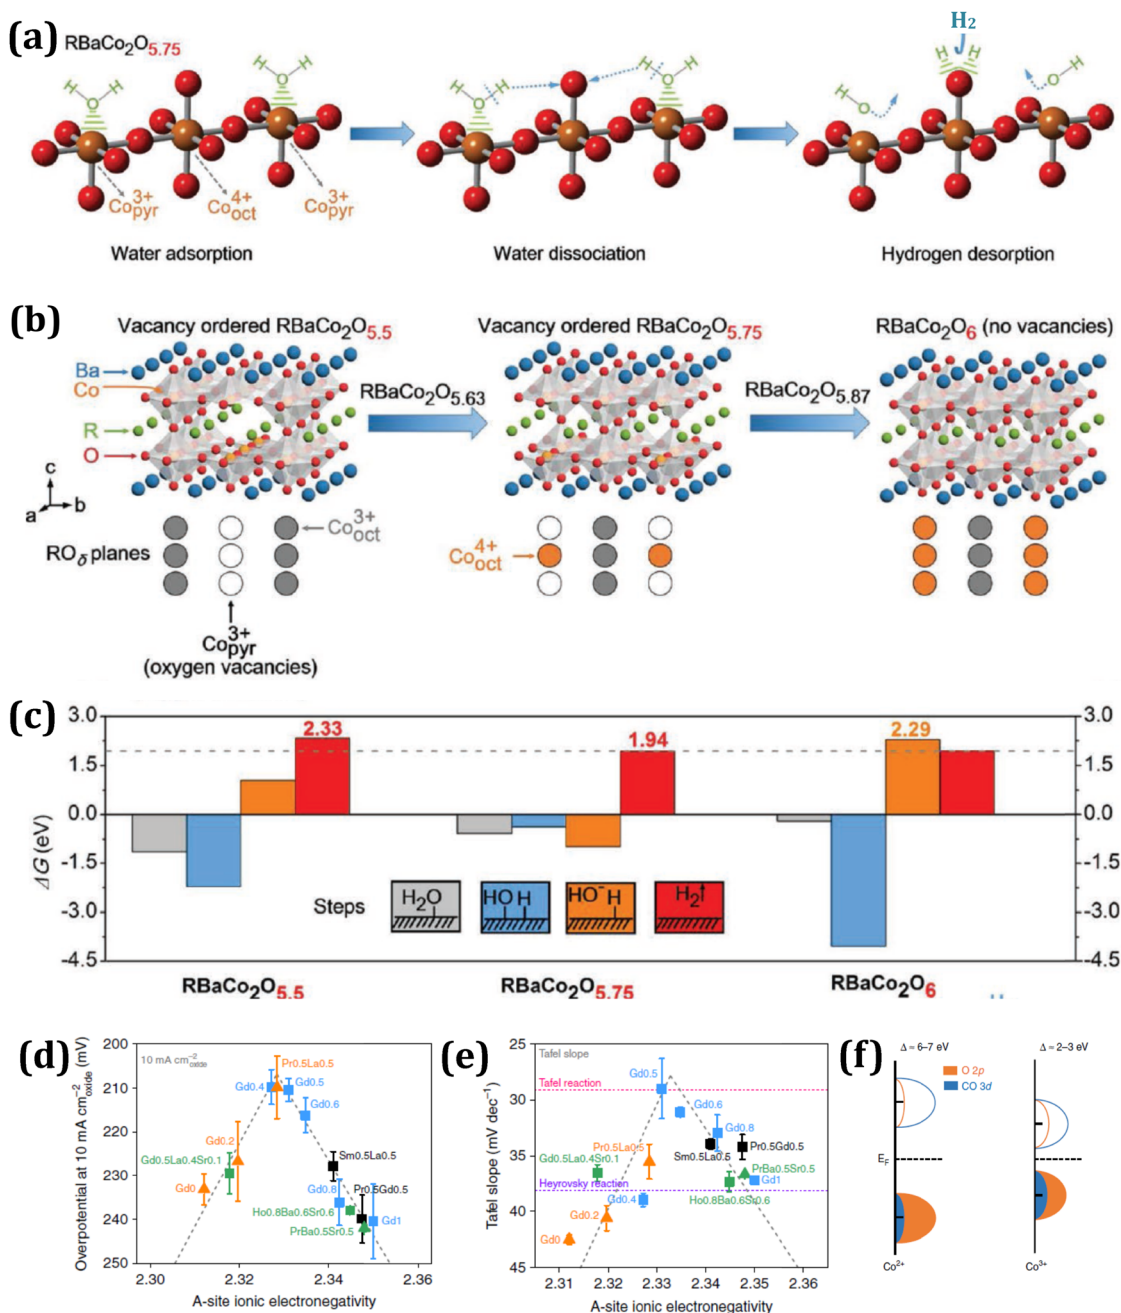 (a)
RBaCo2O5.75
H H
O
H H
O
H H
O
H H
O
H2
H H
H O
O H
Co3+pyr
Co4+oct
Co3+pyr
Water adsorption
Water dissociation
Hydrogen desorption
(b)
Vacancy ordered RBaCo2O5.5
Vacancy ordered RBaCo2O5.75
RBaCo2O6 (no vacancies)
Ba
Co
R
O
RBaCo2O5.63
RBaCo2O5.87
c
b
a
ROδ planes
Co3+oct
Co4+oct
Co3+pyr
(oxygen vacancies)
(c)
ΔG (eV)
3.0
1.5
0.0
-1.5
-3.0
-4.5
2.33
1.94
2.29
3.0
1.5
0.0
-1.5
-3.0
-4.5
Steps
H2O
HO H
HO− H
H2↑
RBaCo2O5.5
RBaCo2O5.75
RBaCo2O6
(d)
Overpotential at 10 mA cm−2oxide (mV)
200
210
220
230
240
250
10 mA cm−2oxide
Pr0.5La0.5
Gd0.4
Gd0.5
Gd0.6
Gd0.2
Gd0.5La0.4Sr0.1
Gd0
Sm0.5La0.5
Gd0.8
Pr0.5Gd0.5
Ho0.8Ba0.6Sr0.6
PrBa0.5Sr0.5
Gd1
2.30
2.32
2.34
2.36
A-site ionic electronegativity
(e)
Tafel slope (mV dec−1)
25
30
35
40
45
Tafel slope
Tafel reaction
Gd0.5
Gd0.6
Gd0.8
Pr0.5La0.5
Sm0.5La0.5
Pr0.5Gd0.5
Gd0.5La0.4Sr0.1
PrBa0.5Sr0.5
Gd1
Heyrovsky reaction
Gd0.4
Ho0.8Ba0.6Sr0.6
Gd0.2
Gd0
2.31
2.32
2.33
2.34
2.35
2.36
A-site ionic electronegativity
(f)
Δ ≈ 6–7 eV
Δ ≈ 2–3 eV
O 2p
CO 3d
EF
Co2+
Co3+